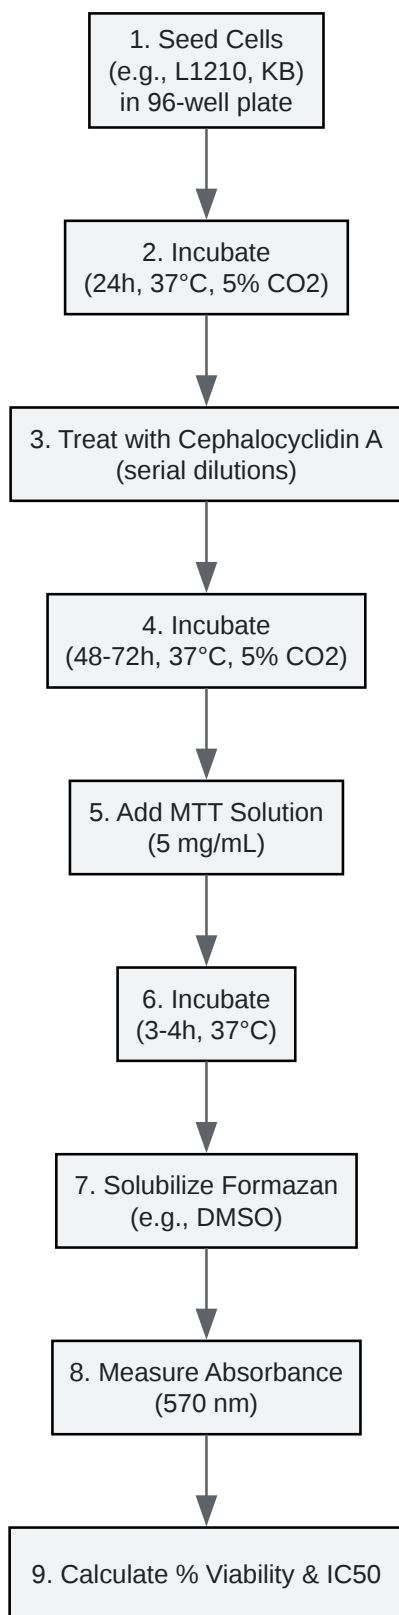 1. Seed Cells
(e.g., L1210, KB)
in 96-well plate
2. Incubate
(24h, 37°C, 5% CO2)
3. Treat with Cephalocyclidin A
(serial dilutions)
4. Incubate
(48-72h, 37°C, 5% CO2)
5. Add MTT Solution
(5 mg/mL)
6. Incubate
(3-4h, 37°C)
7. Solubilize Formazan
(e.g., DMSO)
8. Measure Absorbance
(570 nm)
9. Calculate % Viability & IC50